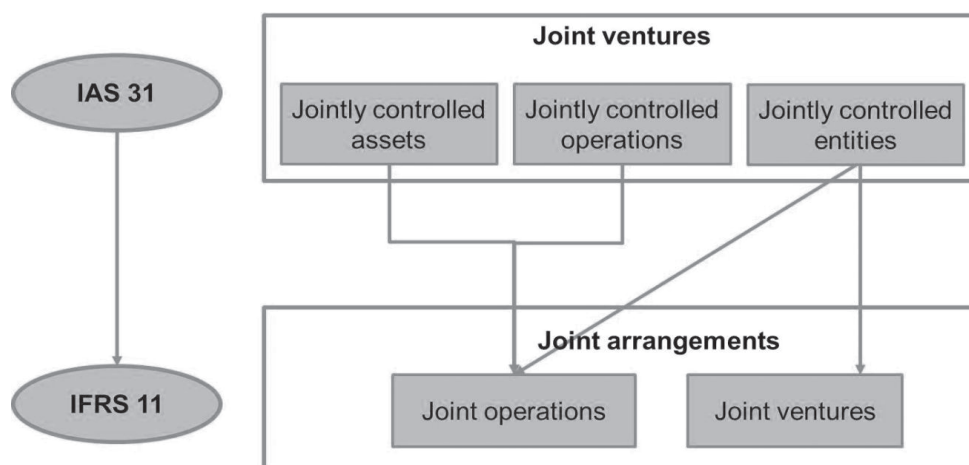 Joint ventures
IAS 31
Jointly controlled
assets
Jointly controlled
operations
Jointly controlled
entities
Joint arrangements
IFRS 11
Joint operations
Joint ventures